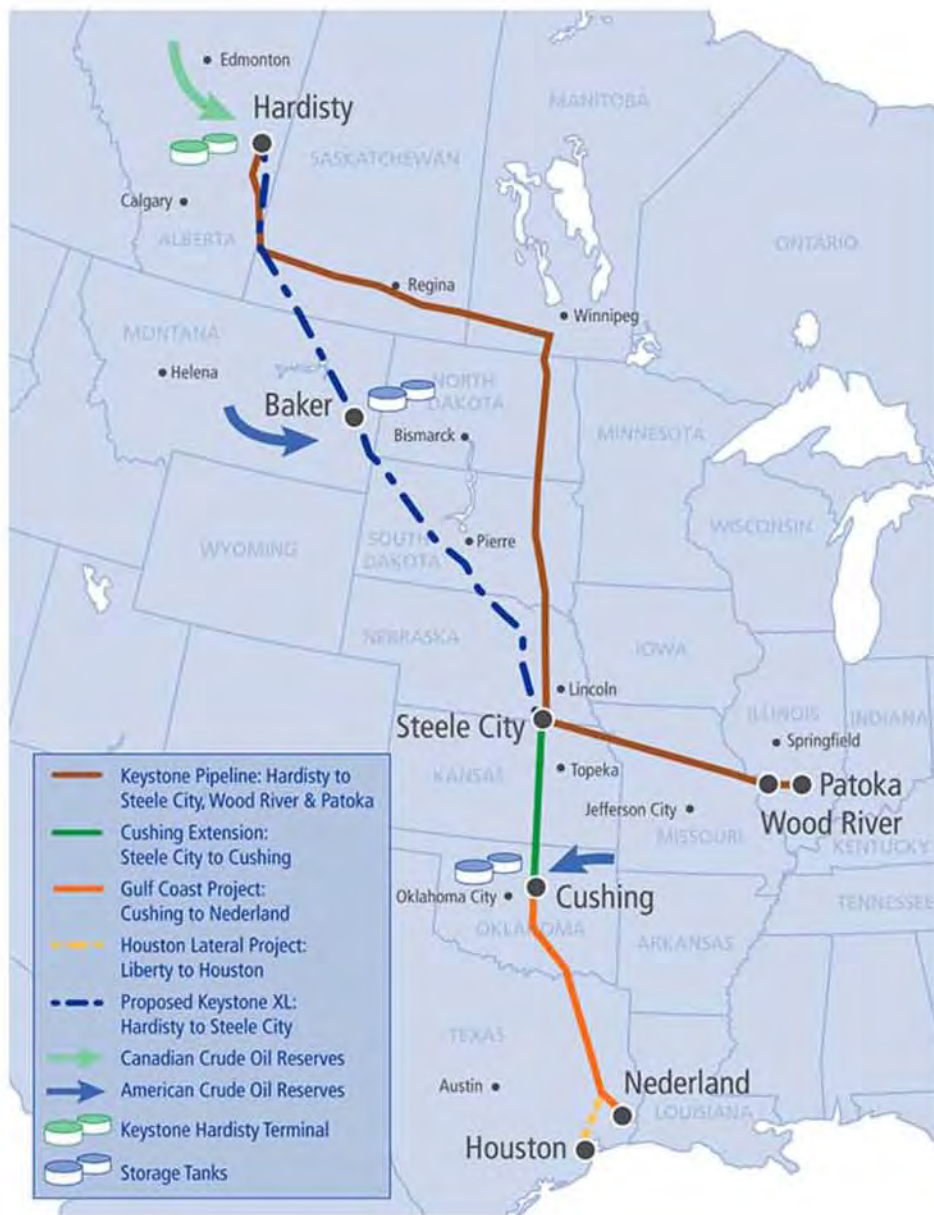 Edmonton
Hardisty
MANITOBA
SASKATCHEWAN
Calgary
ALBERTA
ONTARIO
Regina
Winnipeg
MONTANA
Helena
NORTH
DAKOTA
Baker
Bismarck
MINNESOTA
WISCONSIN
WYOMING
SOUTH
DAKOTA
Pierre
NEBRASKA
IOWA
Lincoln
Steele City
ILLINOIS
INDIANA
Springfield
KANSAS
Topeka
Patoka
Jefferson City
Wood River
MISSOURI
KENTUCKY
Oklahoma City
Cushing
TENNESSEE
OKLAHOMA
ARKANSAS
TEXAS
Austin
Nederland
LOUISIANA
Houston
Keystone Pipeline: Hardisty to
Steele City, Wood River & Patoka
Cushing Extension:
Steele City to Cushing
Gulf Coast Project:
Cushing to Nederland
Houston Lateral Project:
Liberty to Houston
Proposed Keystone XL:
Hardisty to Steele City
Canadian Crude Oil Reserves
American Crude Oil Reserves
Keystone Hardisty Terminal
Storage Tanks